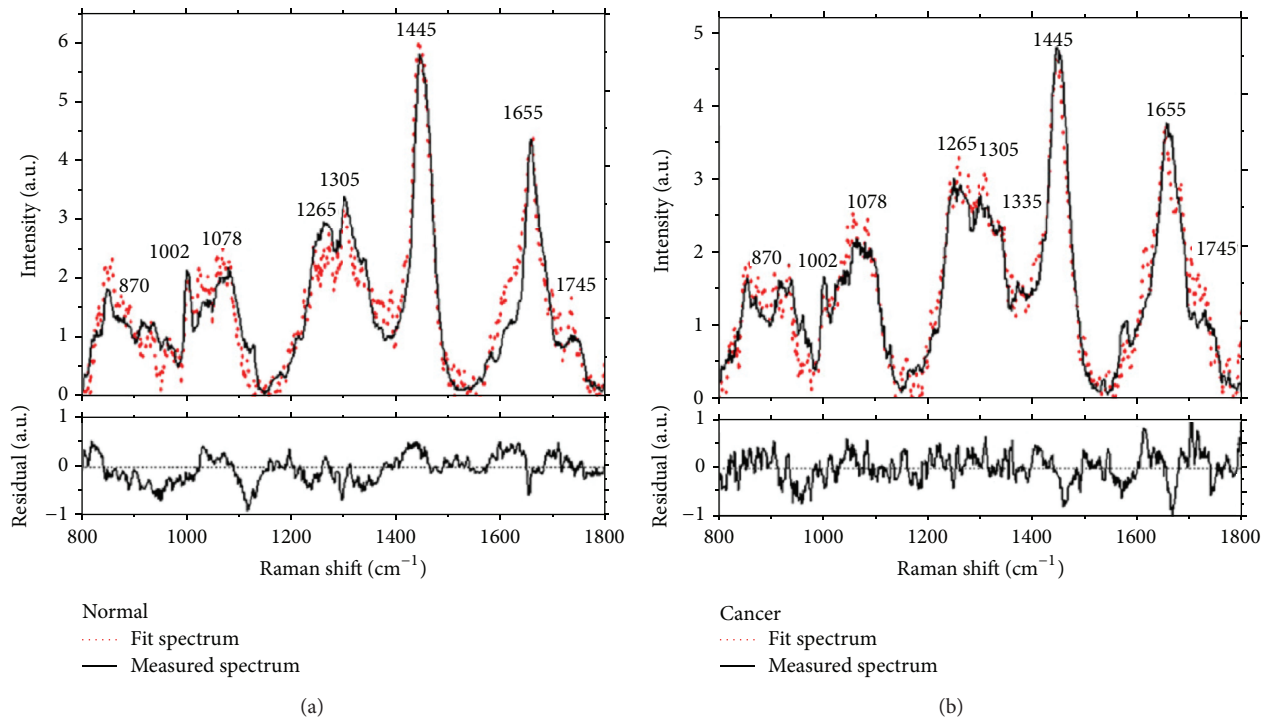 6
5
4
3
2
1
0
Intensity (a.u.)
870
1002
1078
1265
1305
1445
1655
1745
1
0
−1
Residual (a.u.)
800 1000 1200 1400 1600 1800
Raman shift (cm−1)
Normal
Fit spectrum
Measured spectrum
(a)
5
4
3
2
1
0
Intensity (a.u.)
870
1002
1078
1265
1305
1335
1445
1655
1745
1
0
−1
Residual (a.u.)
800 1000 1200 1400 1600 1800
Raman shift (cm−1)
Cancer
Fit spectrum
Measured spectrum
(b)